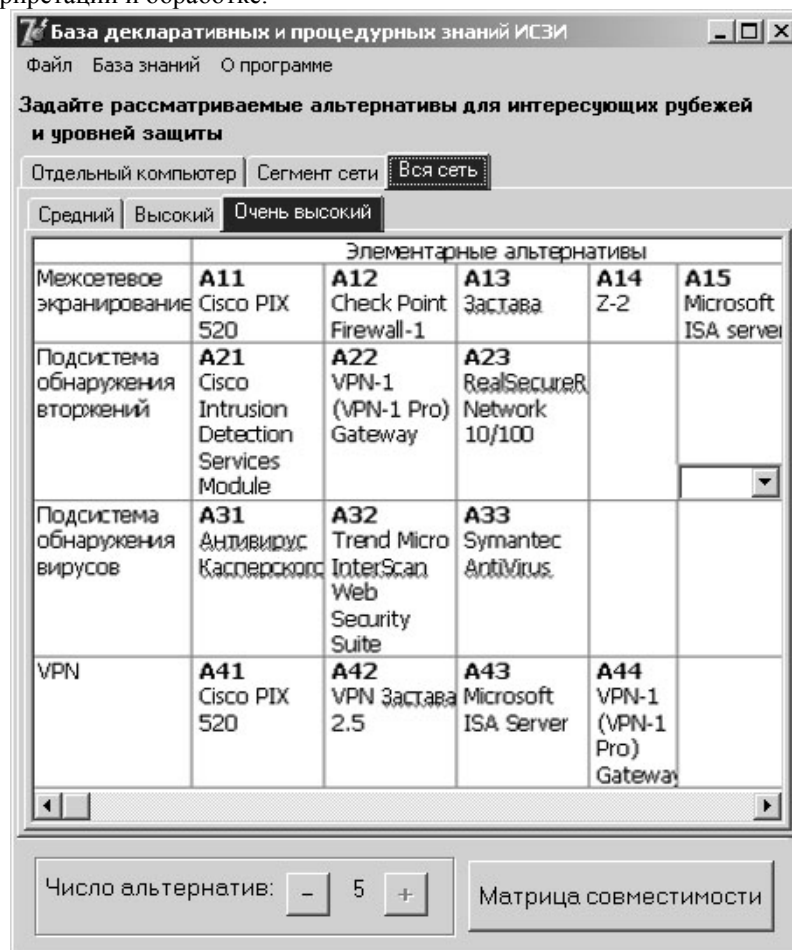 База декларативных и процедурных знаний ИСЗИ
Файл База знаний О программе
Задайте рассматриваемые альтернативы для интересующих рубежей
и уровней защиты
Отдельный компьютер Сегмент сети Вся сеть
Средний Высокий Очень высокий
Элементарные альтернативы
Межсетевое
экранирование
A11
Cisco PIX
520
A12
Check Point
Firewall-1
A13
Застава
A14
Z-2
A15
Microsoft
ISA server
Подсистема
обнаружения
вторжений
A21
Cisco
Intrusion
Detection
Services
Module
A22
VPN-1
(VPN-1 Pro)
Gateway
A23
RealSecureR
Network
10/100
Подсистема
обнаружения
вирусов
A31
Антивирус
Касперского
A32
Trend Micro
InterScan
Web
Security
Suite
A33
Symantec
AntiVirus
VPN
A41
Cisco PIX
520
A42
VPN Застава
2.5
A43
Microsoft
ISA Server
A44
VPN-1
(VPN-1
Pro)
Gateway
Число альтернатив: - 5 +
Матрица совместимости